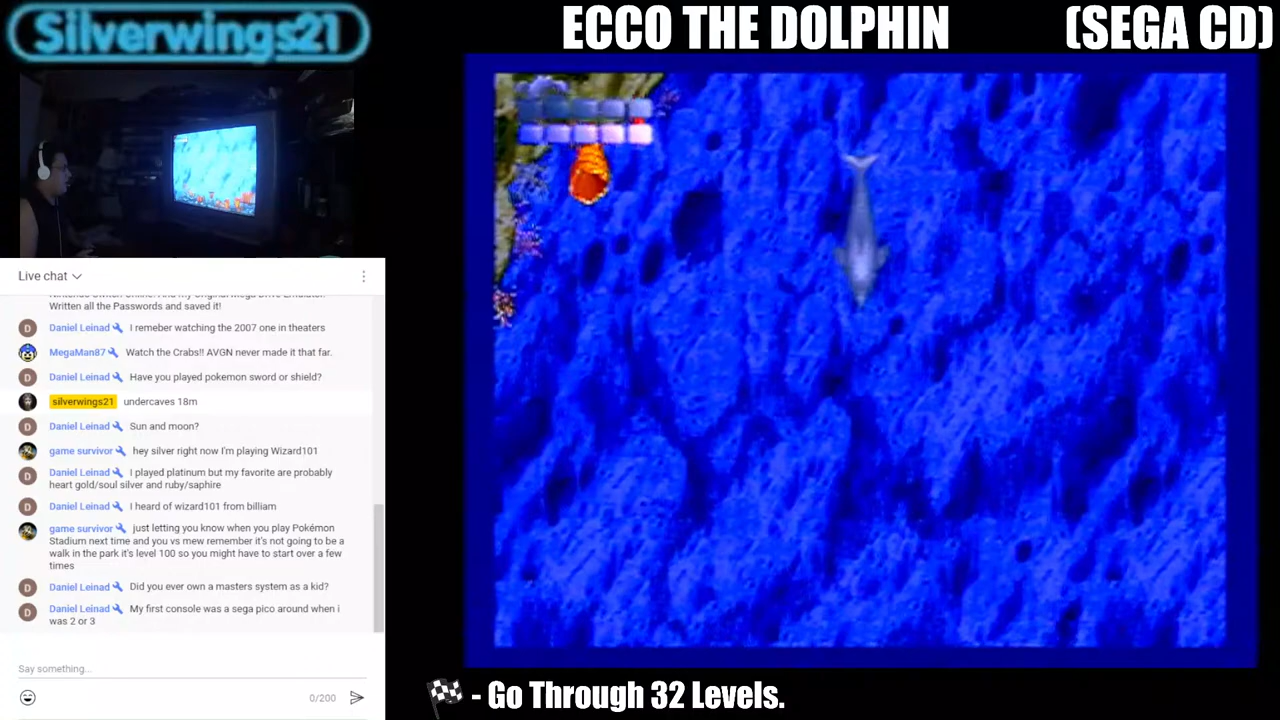 Silverwings21
ECCO THE DOLPHIN
(SEGA CD)
Live chat
Written all the Passwords and saved it!
Daniel Leinad I remeber watching the 2007 one in theaters
MegaMan87 Watch the Crabs!! AVGN never made it that far.
Daniel Leinad Have you played pokemon sword or shield?
silverwings21 undercaves 18m
Daniel Leinad Sun and moon?
game survivor hey silver right now I'm playing Wizard101
Daniel Leinad I played platinum but my favorite are probably
heart gold/soul silver and ruby/saphire
Daniel Leinad I heard of wizard101 from billiam
game survivor just letting you know when you play Pokémon
Stadium next time and you vs mew remember it's not going to be a
walk in the park it's level 100 so you might have to start over a few
times
Daniel Leinad Did you ever own a masters system as a kid?
Daniel Leinad My first console was a sega pico around when i
was 2 or 3
Say something...
0/200
- Go Through 32 Levels.
D
D
D
D
D
D
D